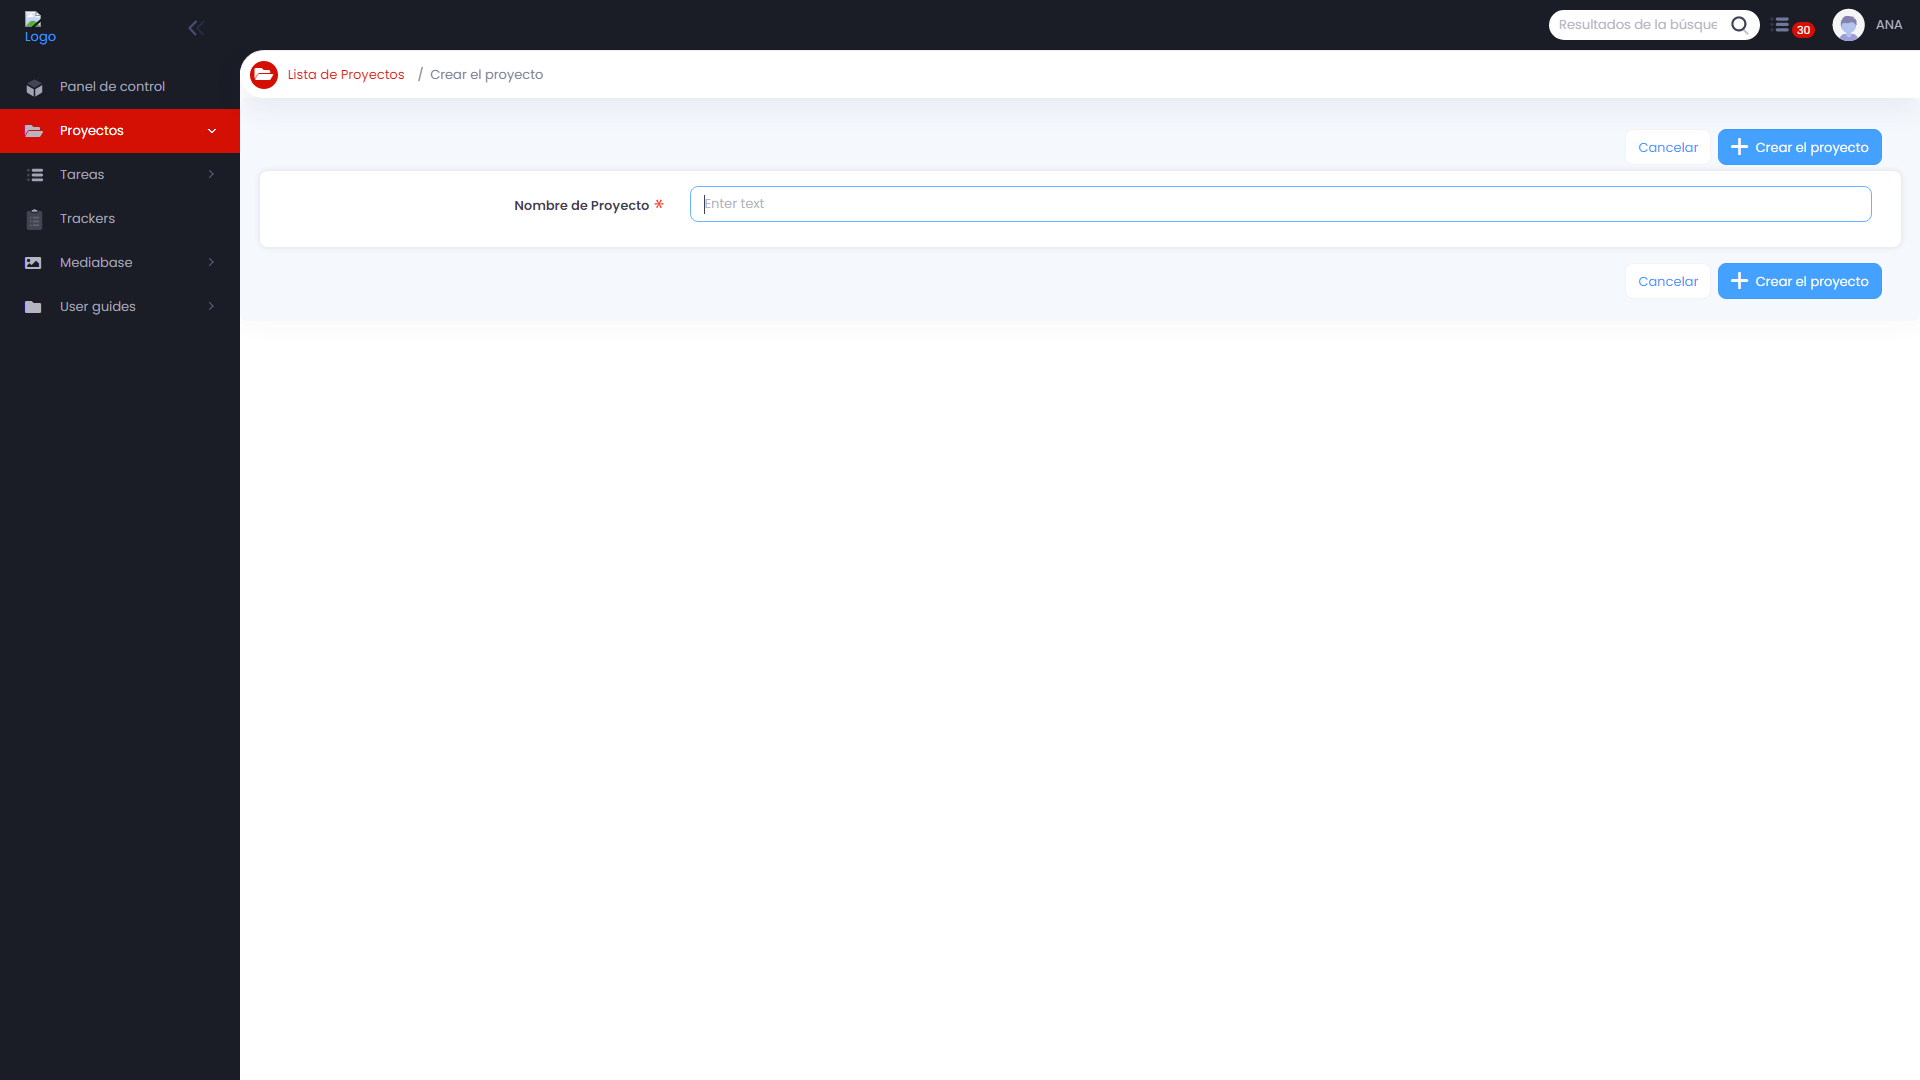 Logo
Resultados de la búsque
30
ANA
Panel de control
Proyectos
Tareas
Trackers
Mediabase
User guides
Lista de Proyectos / Crear el proyecto
Cancelar
Crear el proyecto
Nombre de Proyecto *
Enter text
Cancelar
Crear el proyecto